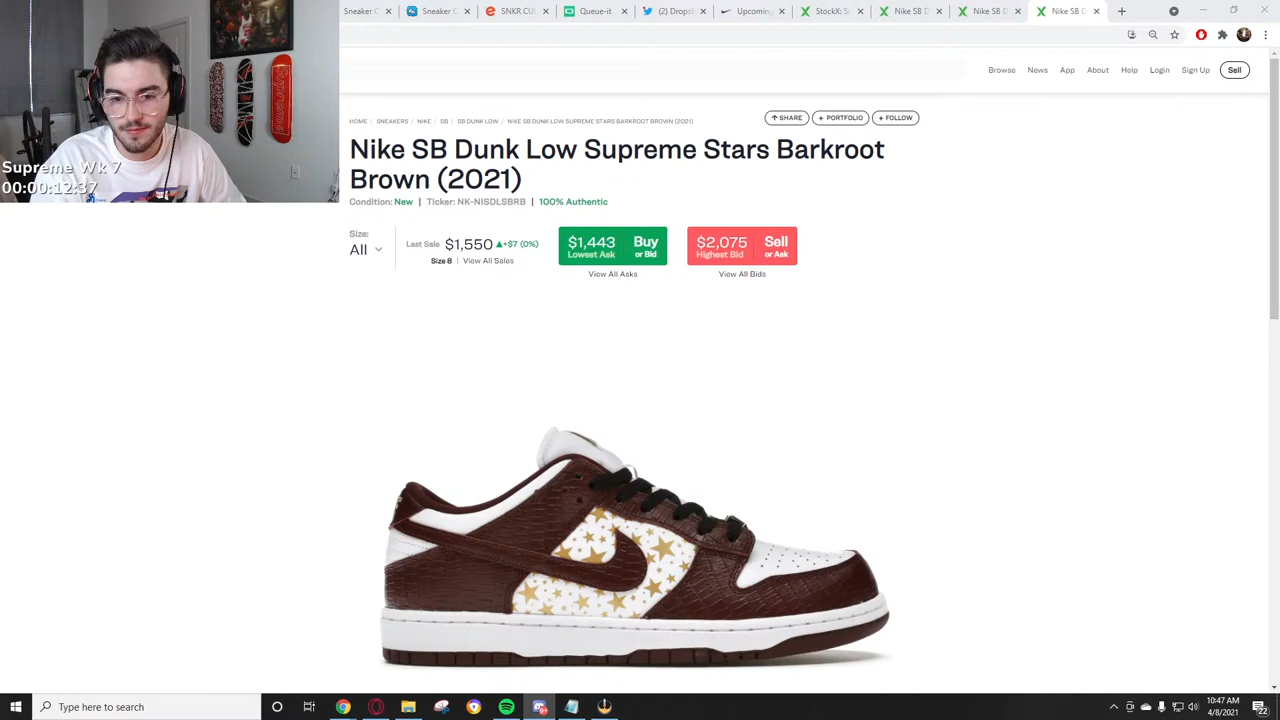 Sneaker C
Sneaker C
SNKR CU
Queue-it
(2) Drops
Upcoming
StockX S
Nike SB D
Nike SB D
Nike SB D
Browse News App About Help Login Sign Up Sell
HOME / SNEAKERS / NIKE / SB / SB DUNK LOW / NIKE SB DUNK LOW SUPREME STARS BARKROOT BROWN (2021)
SHARE + PORTFOLIO + FOLLOW
Nike SB Dunk Low Supreme Stars Barkroot
Brown (2021)
Condition: New | Ticker: NK-NISDLSBRB | 100% Authentic
Size:
All
Last Sale $1,550 ▲+$7 (0%)
Size 8 | View All Sales
$1,443 Buy
Lowest Ask or Bid
View All Asks
$2,075 Sell
Highest Bid or Ask
View All Bids
Supreme Wk 7
00:00:12:37
Supreme
Type here to search
10:47 AM
4/8/2021
22